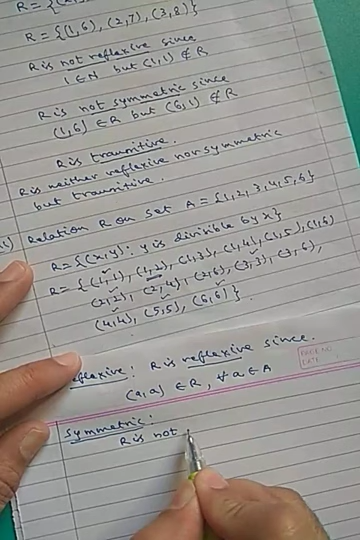 R = {(x,
R = {(1,6), (2,7), (3,8)}
R is not reflexive since
1 ∈ N but (1,1) ∉ R
R is not symmetric since
(1,6) ∈ R but (6,1) ∉ R
R is transitive.
R is neither reflexive nor symmetric
but transitive.
Relation R on set A = {1,2,3,4,5,6}
R = {(x,y): y is divisible by x}
R = {(1,1), (1,2), (1,3), (1,4), (1,5), (1,6)
(2,2), (2,4), (2,6), (3,3), (3,6),
(4,4), (5,5), (6,6)}
eflexive: R is reflexive since.
(a,a) ∈ R, ∀ a ∈ A
PAGE NO.
DATE
Symmetric:
R is not